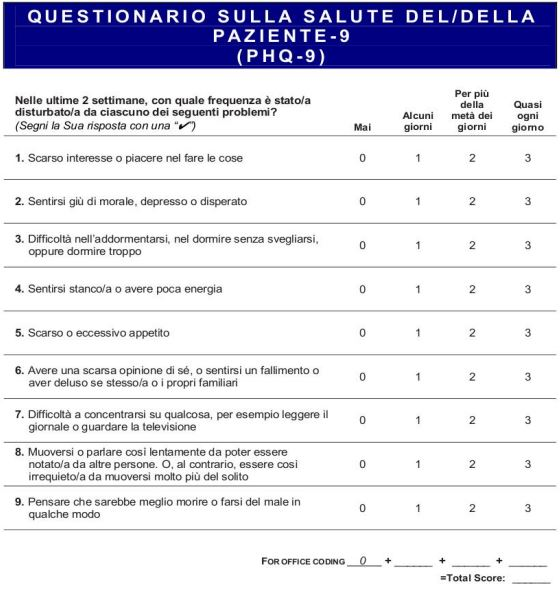 QUESTIONARIO SULLA SALUTE DEL/DELLA
PAZIENTE-9
(PHQ-9)
Nelle ultime 2 settimane, con quale frequenza è stato/a
disturbato/a da ciascuno dei seguenti problemi?
(Segni la Sua risposta con una “✔”)
Mai
Alcuni
giorni
Per più
della
metà dei
giorni
Quasi
ogni
giorno
1. Scarso interesse o piacere nel fare le cose 0 1 2 3
2. Sentirsi giù di morale, depresso o disperato 0 1 2 3
3. Difficoltà nell’addormentarsi, nel dormire senza svegliarsi,
oppure dormire troppo 0 1 2 3
4. Sentirsi stanco/a o avere poca energia 0 1 2 3
5. Scarso o eccessivo appetito 0 1 2 3
6. Avere una scarsa opinione di sé, o sentirsi un fallimento o
aver deluso se stesso/a o i propri familiari 0 1 2 3
7. Difficoltà a concentrarsi su qualcosa, per esempio leggere il
giornale o guardare la televisione 0 1 2 3
8. Muoversi o parlare così lentamente da poter essere
notato/a da altre persone. O, al contrario, essere così
irrequieto/a da muoversi molto più del solito 0 1 2 3
9. Pensare che sarebbe meglio morire o farsi del male in
qualche modo 0 1 2 3
FOR OFFICE CODING 0 + ______ + ______ + ______
=Total Score: ______